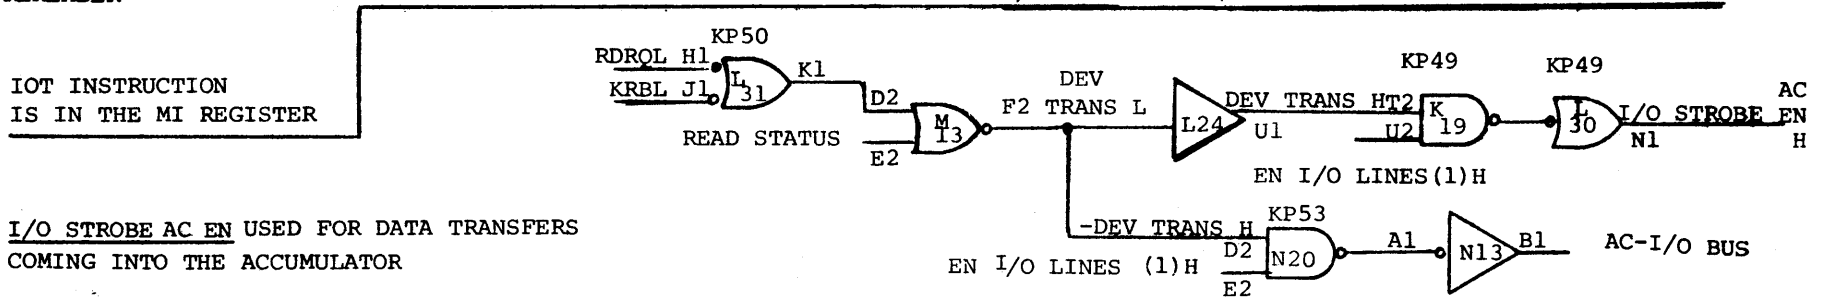 KP50
RDRQL H1
KRBL J1
L 31
K1
IOT INSTRUCTION
IS IN THE MI REGISTER
D2
READ STATUS
E2
M 13
DEV
F2 TRANS L
L24
DEV TRANS H
U1
KP49
T2
U2
K 19
EN I/O LINES(1)H
KP49
L 30
I/O STROBE
N1
AC
EN
H
I/O STROBE AC EN USED FOR DATA TRANSFERS
COMING INTO THE ACCUMULATOR
-DEV TRANS H
KP53
D2
EN I/O LINES (1)H
E2
N20
A1
N13
B1
AC-I/O BUS